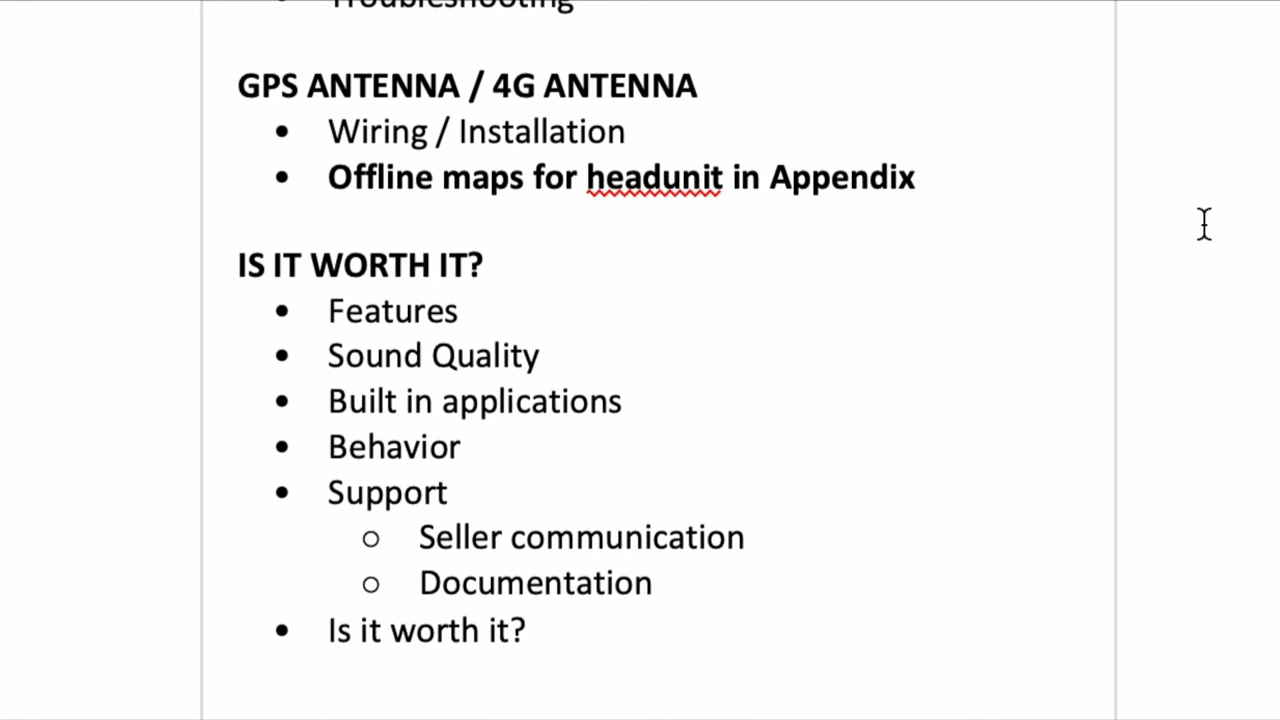 Troubleshooting
GPS ANTENNA / 4G ANTENNA
• Wiring / Installation
• Offline maps for headunit in Appendix
IS IT WORTH IT?
• Features
• Sound Quality
• Built in applications
• Behavior
• Support
○ Seller communication
○ Documentation
• Is it worth it?